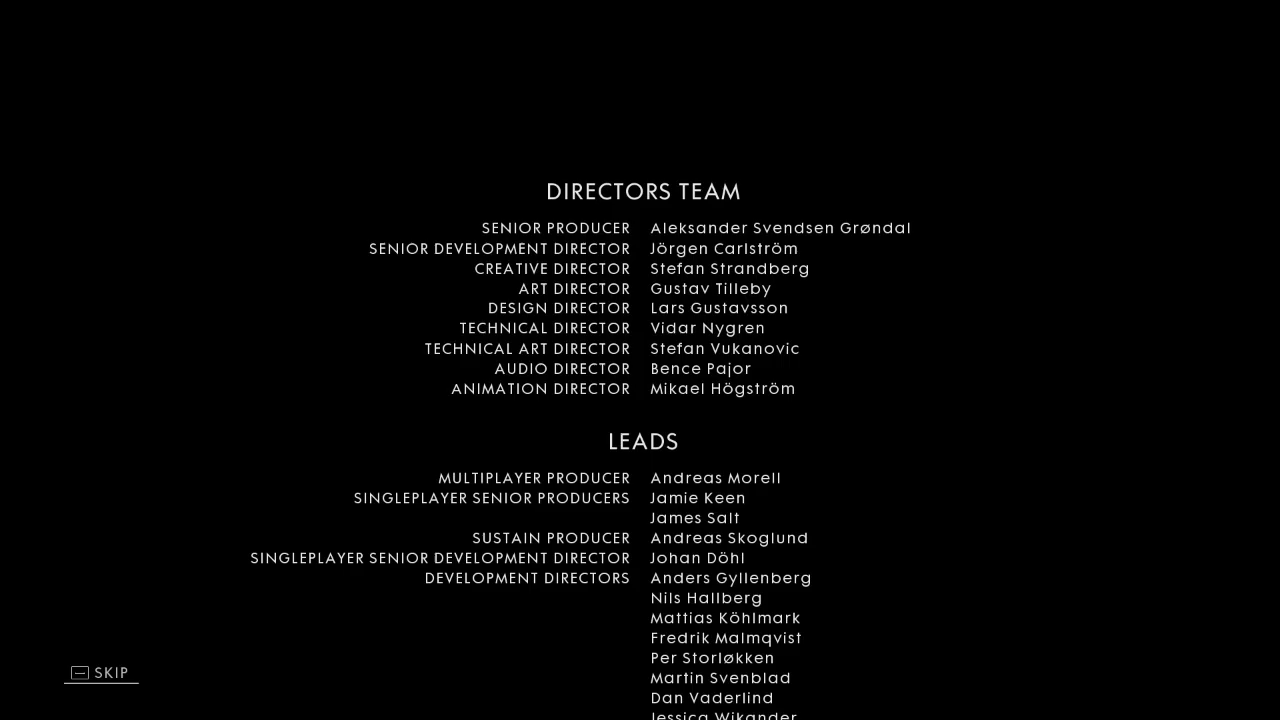 DIRECTORS TEAM
SENIOR PRODUCER Aleksander Svendsen Grøndal
SENIOR DEVELOPMENT DIRECTOR Jörgen Carlström
CREATIVE DIRECTOR Stefan Strandberg
ART DIRECTOR Gustav Tilleby
DESIGN DIRECTOR Lars Gustavsson
TECHNICAL DIRECTOR Vidar Nygren
TECHNICAL ART DIRECTOR Stefan Vukanovic
AUDIO DIRECTOR Bence Pajor
ANIMATION DIRECTOR Mikael Högström
LEADS
MULTIPLAYER PRODUCER Andreas Morell
SINGLEPLAYER SENIOR PRODUCERS Jamie Keen
James Salt
SUSTAIN PRODUCER Andreas Skoglund
SINGLEPLAYER SENIOR DEVELOPMENT DIRECTOR Johan Döhl
DEVELOPMENT DIRECTORS Anders Gyllenberg
Nils Hallberg
Mattias Köhlmark
Fredrik Malmqvist
Per Storløkken
Martin Svenblad
Dan Vaderlind
Jessica Wikander
SKIP